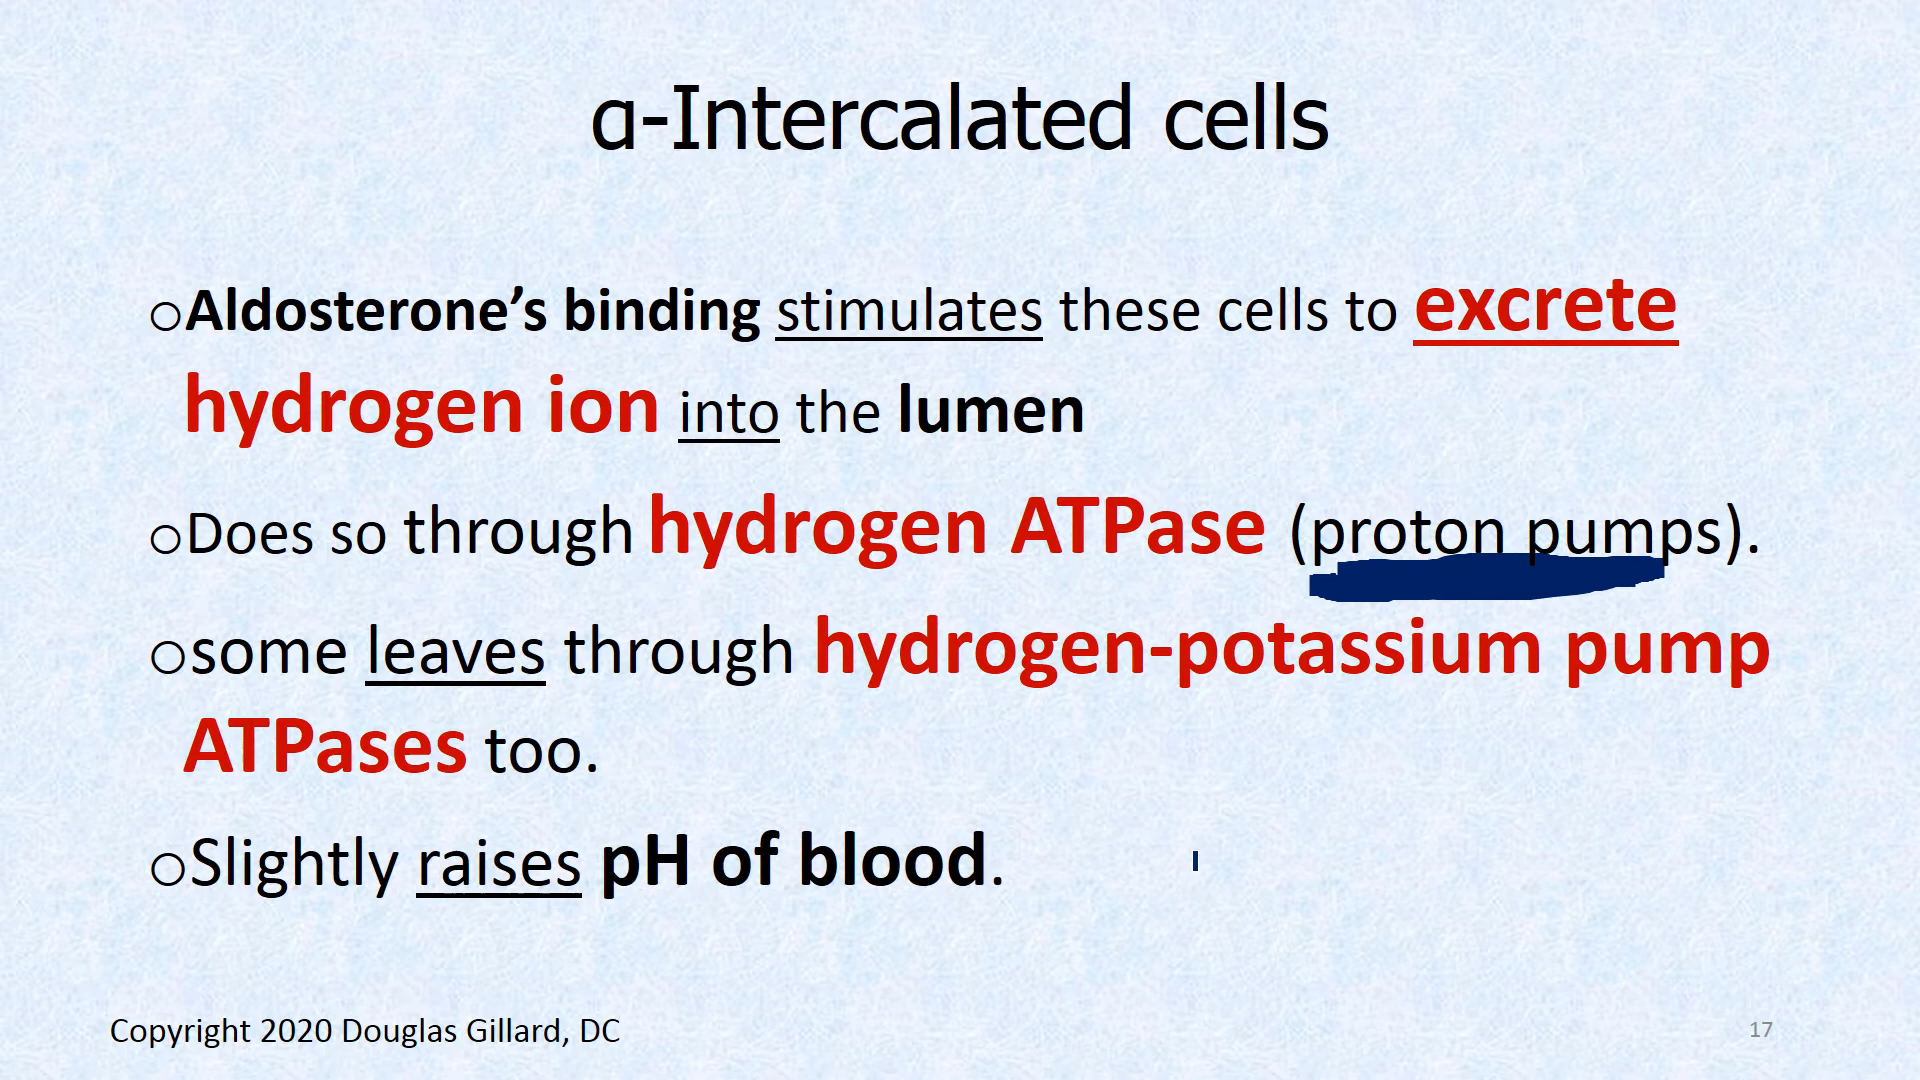 ɑ-Intercalated cells
oAldosterone’s binding stimulates these cells to excrete
hydrogen ion into the lumen
oDoes so through hydrogen ATPase (proton pumps).
osome leaves through hydrogen-potassium pump
ATPases too.
oSlightly raises pH of blood.
Copyright 2020 Douglas Gillard, DC
17